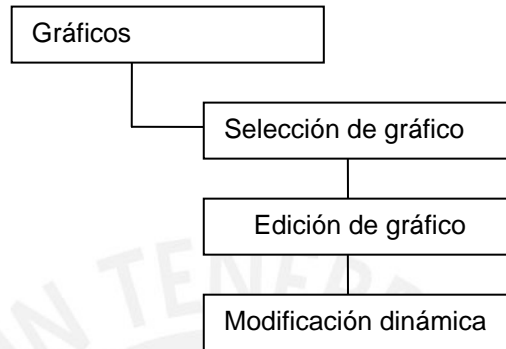 Gráficos
Selección de gráfico
Edición de gráfico
Modificación dinámica